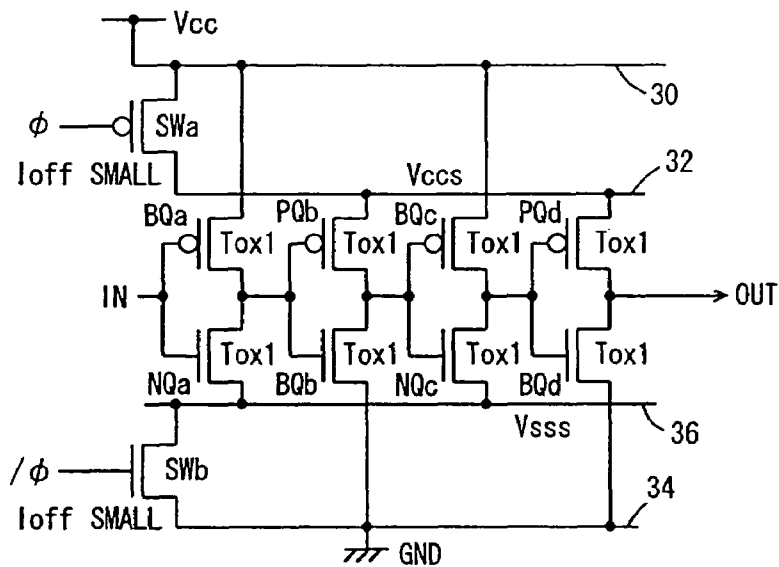 Vcc
30
φ
SWa
Ioff SMALL
Vccs
32
BQa PQb BQc PQd
Tox1 Tox1 Tox1 Tox1
IN
OUT
Tox1 Tox1 Tox1 Tox1
NQa BQb NQc BQd
Vsss
36
/φ
SWb
34
Ioff SMALL
GND